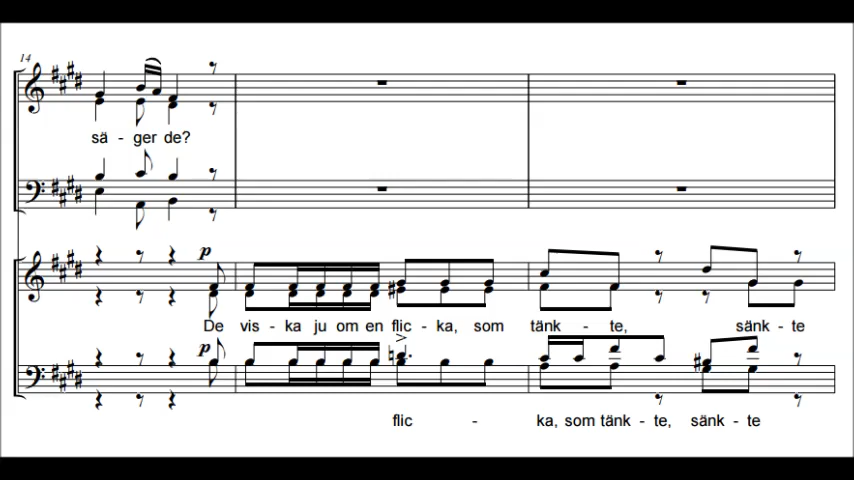 14
sä - ger de?
p
De vis - ka ju om en flic - ka, som tänk - te, sänk - te
p
flic - ka, som tänk - te, sänk - te